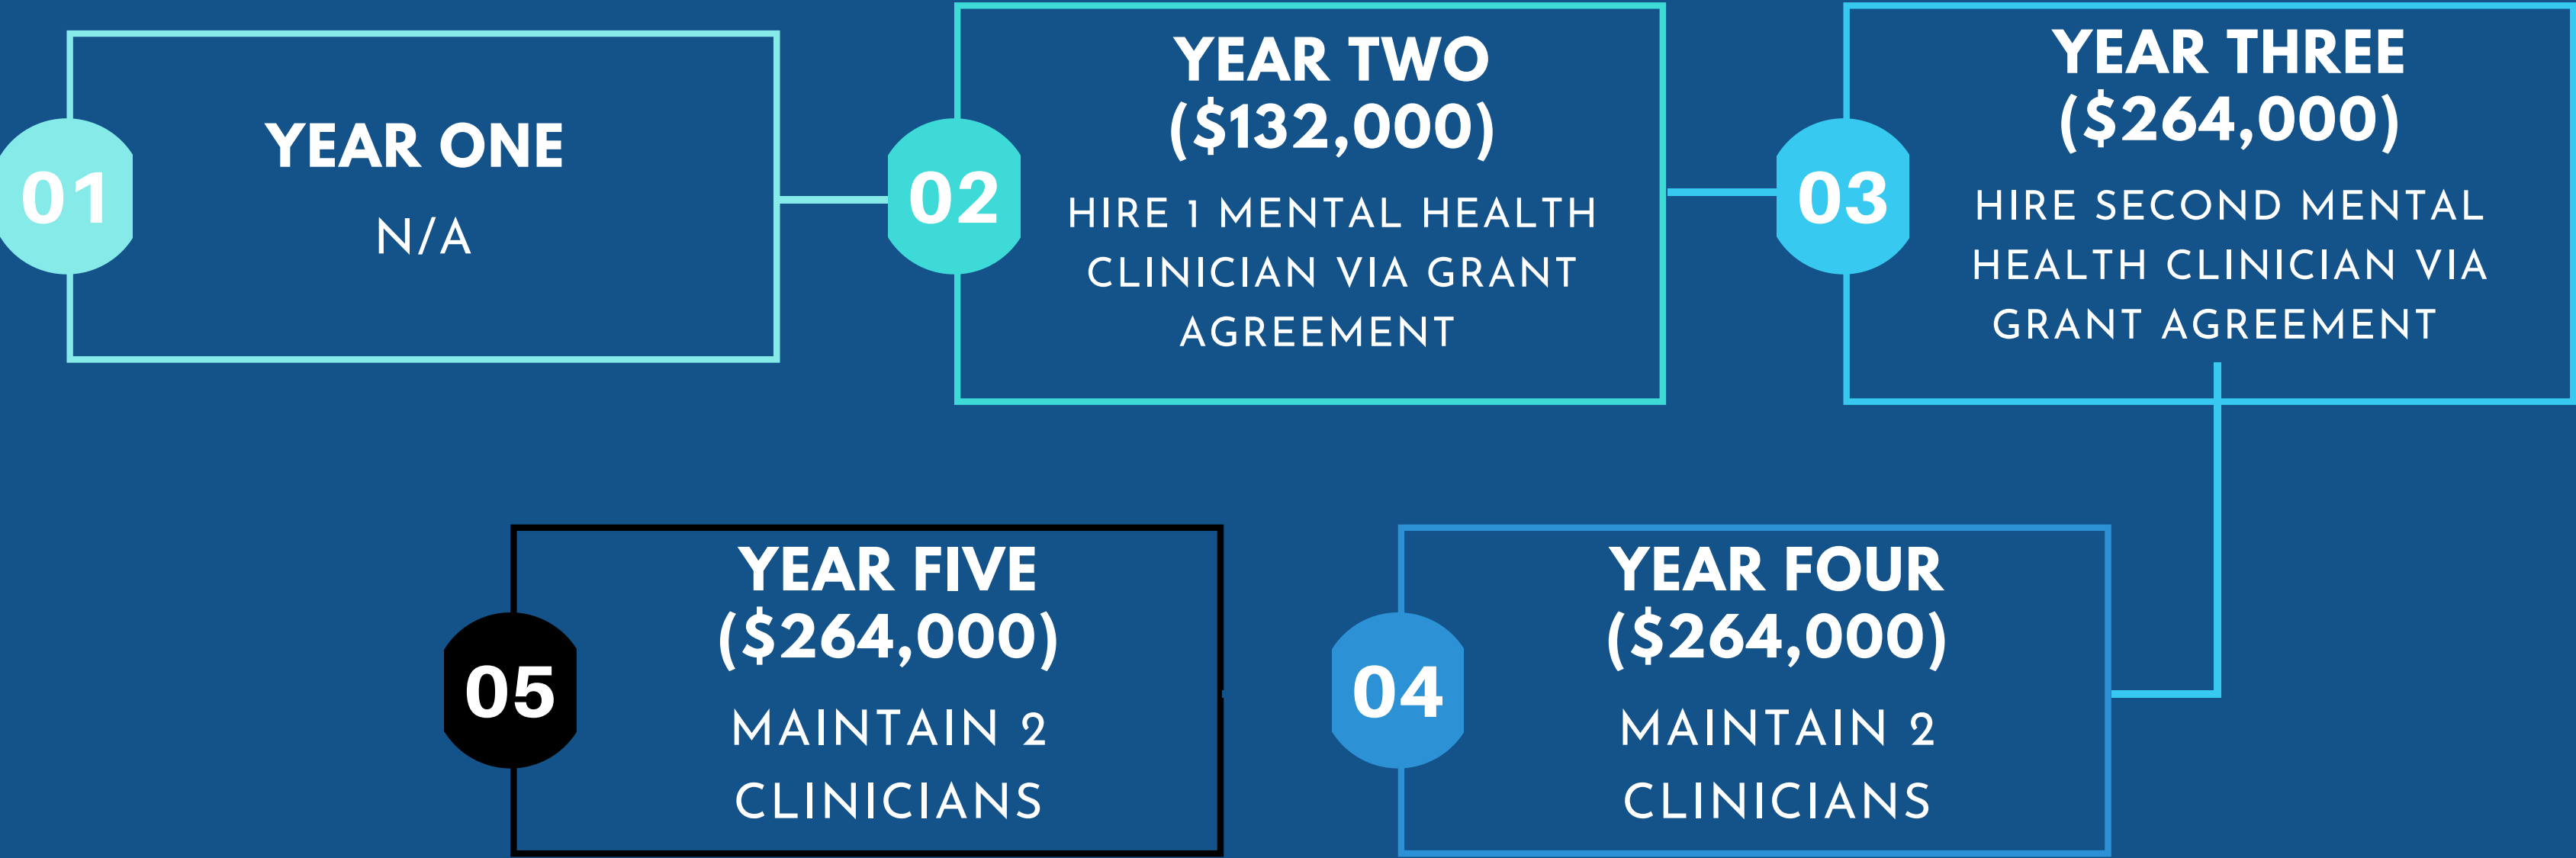 01
YEAR ONE
N/A
02
YEAR TWO
($132,000)
HIRE 1 MENTAL HEALTH
CLINICIAN VIA GRANT
AGREEMENT
03
YEAR THREE
($264,000)
HIRE SECOND MENTAL
HEALTH CLINICIAN VIA
GRANT AGREEMENT
04
YEAR FOUR
($264,000)
MAINTAIN 2
CLINICIANS
05
YEAR FIVE
($264,000)
MAINTAIN 2
CLINICIANS